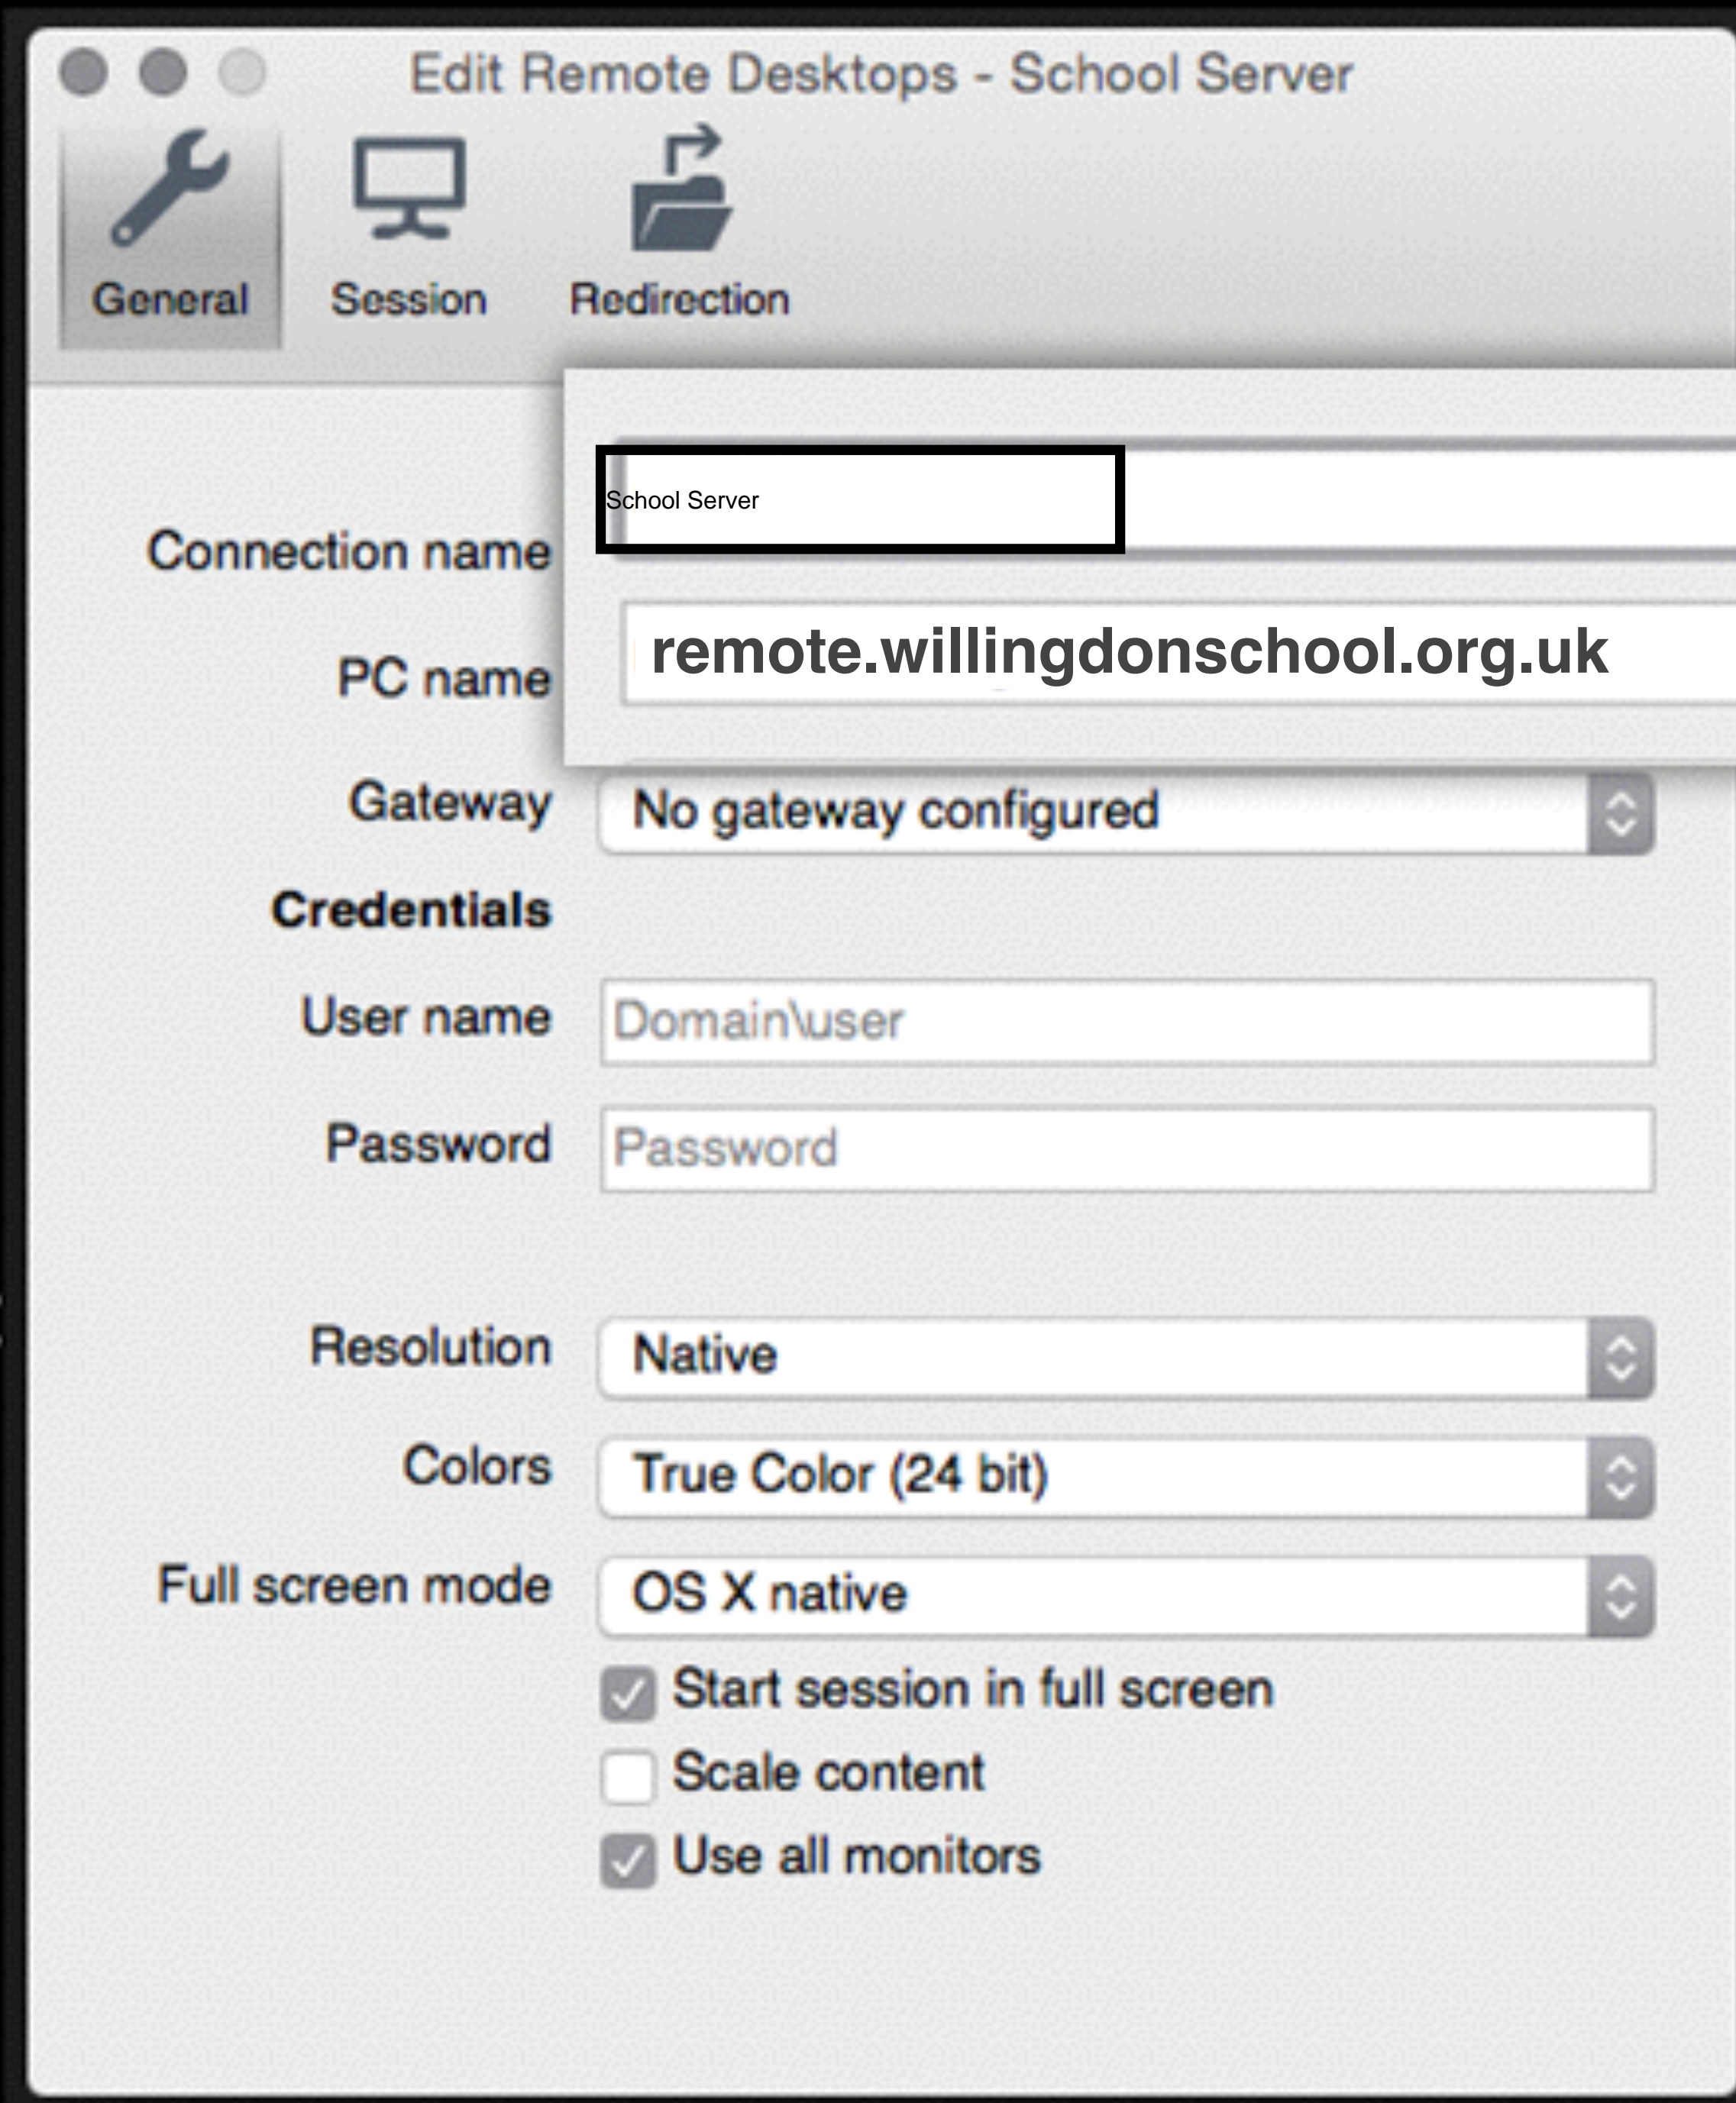 Edit Remote Desktops - School Server
General Session Redirection
School Server
Connection name
remote.willingdonschool.org.uk
PC name
Gateway No gateway configured
Credentials
User name Domain\user
Password Password
Resolution Native
Colors True Color (24 bit)
Full screen mode OS X native
Start session in full screen
Scale content
Use all monitors